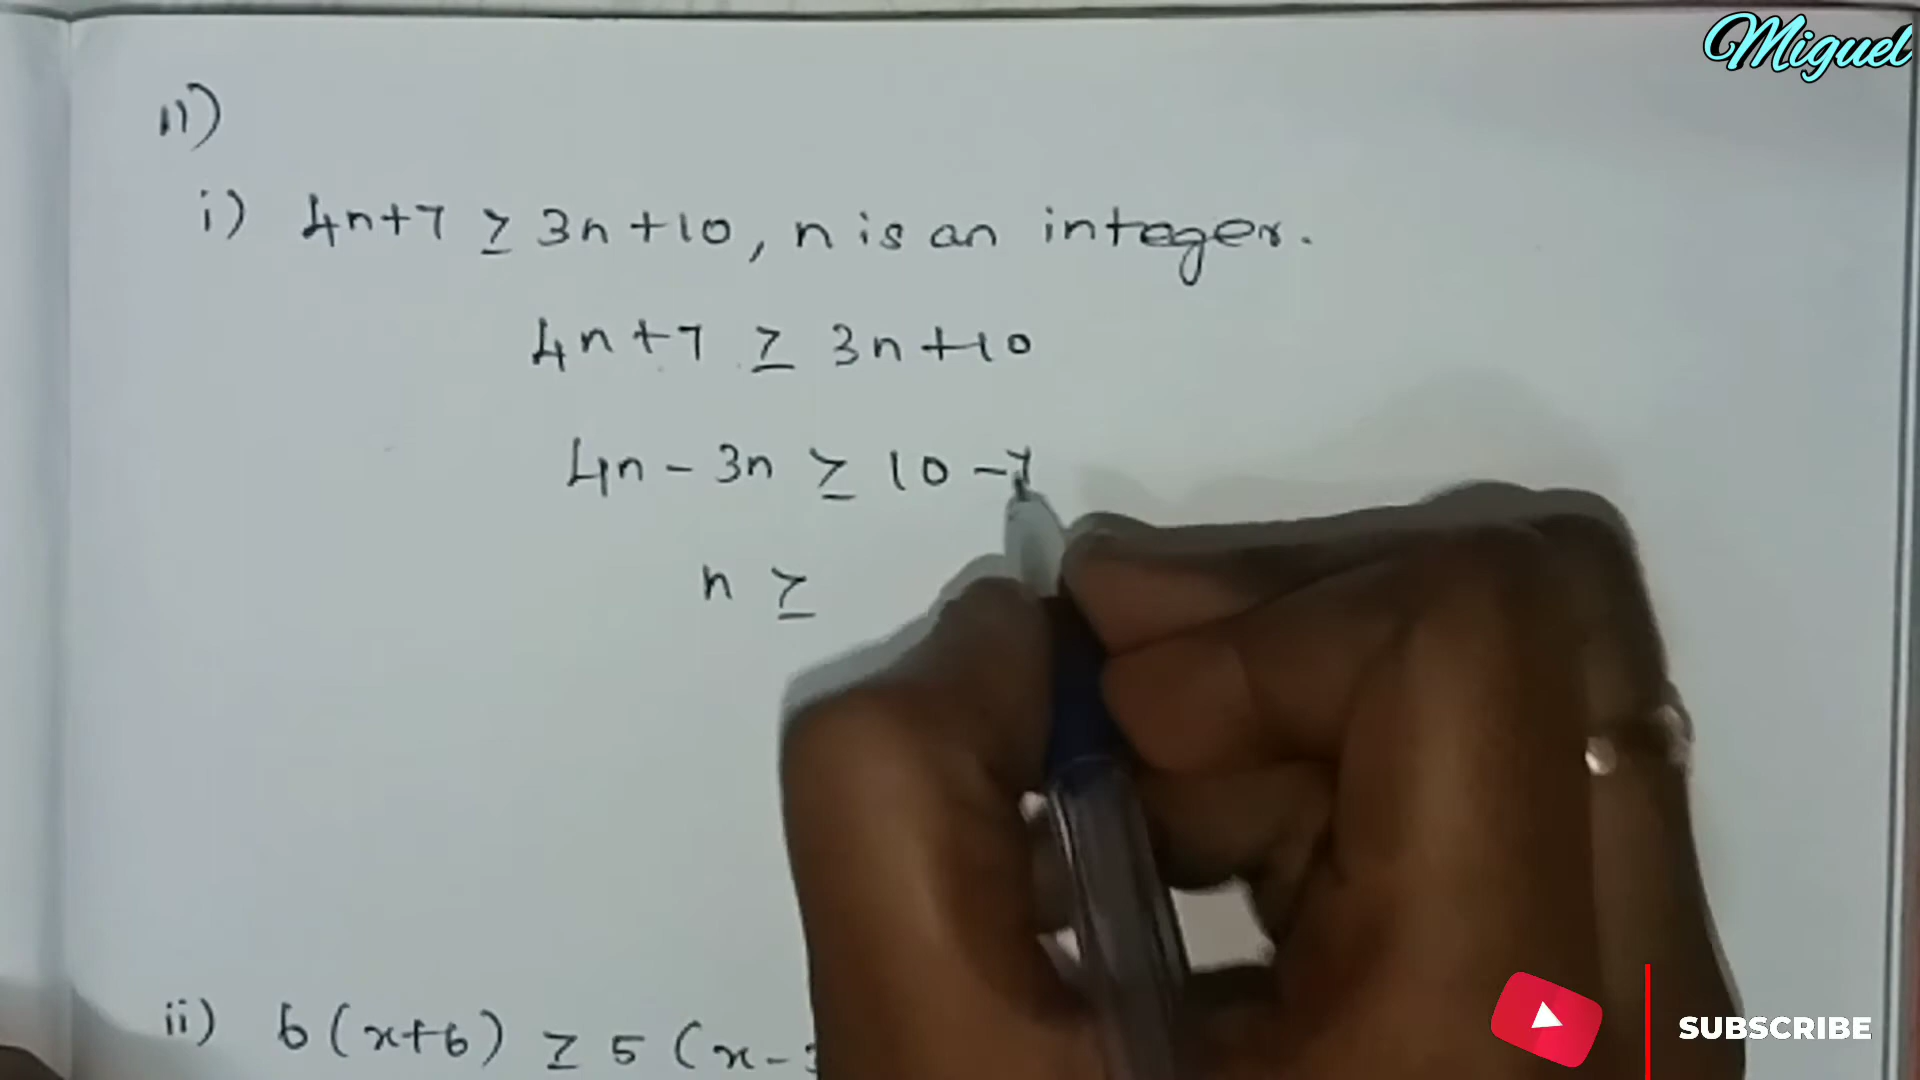 Miguel
11)
i) 4n+7 ≥ 3n+10, n is an integer.
4n+7 ≥ 3n+10
4n - 3n ≥ 10 - 7
n ≥
ii) 6(x+6) ≥ 5(x-
SUBSCRIBE